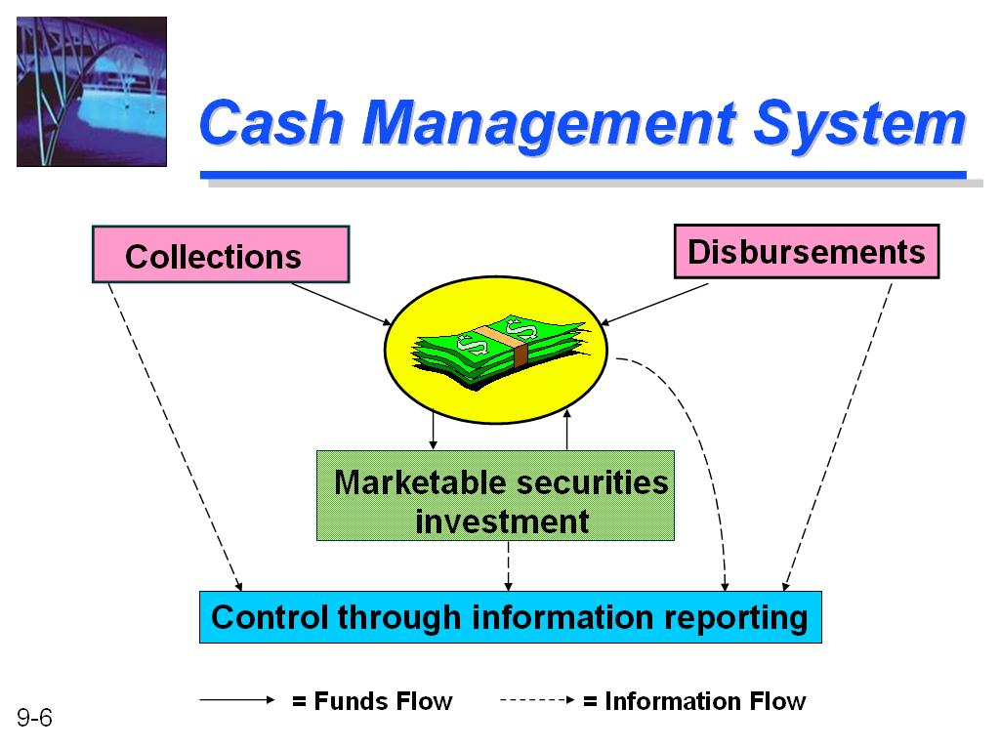 Cash Management System
Collections
Disbursements
$ $
Marketable securities
investment
Control through information reporting
= Funds Flow
= Information Flow
9-6